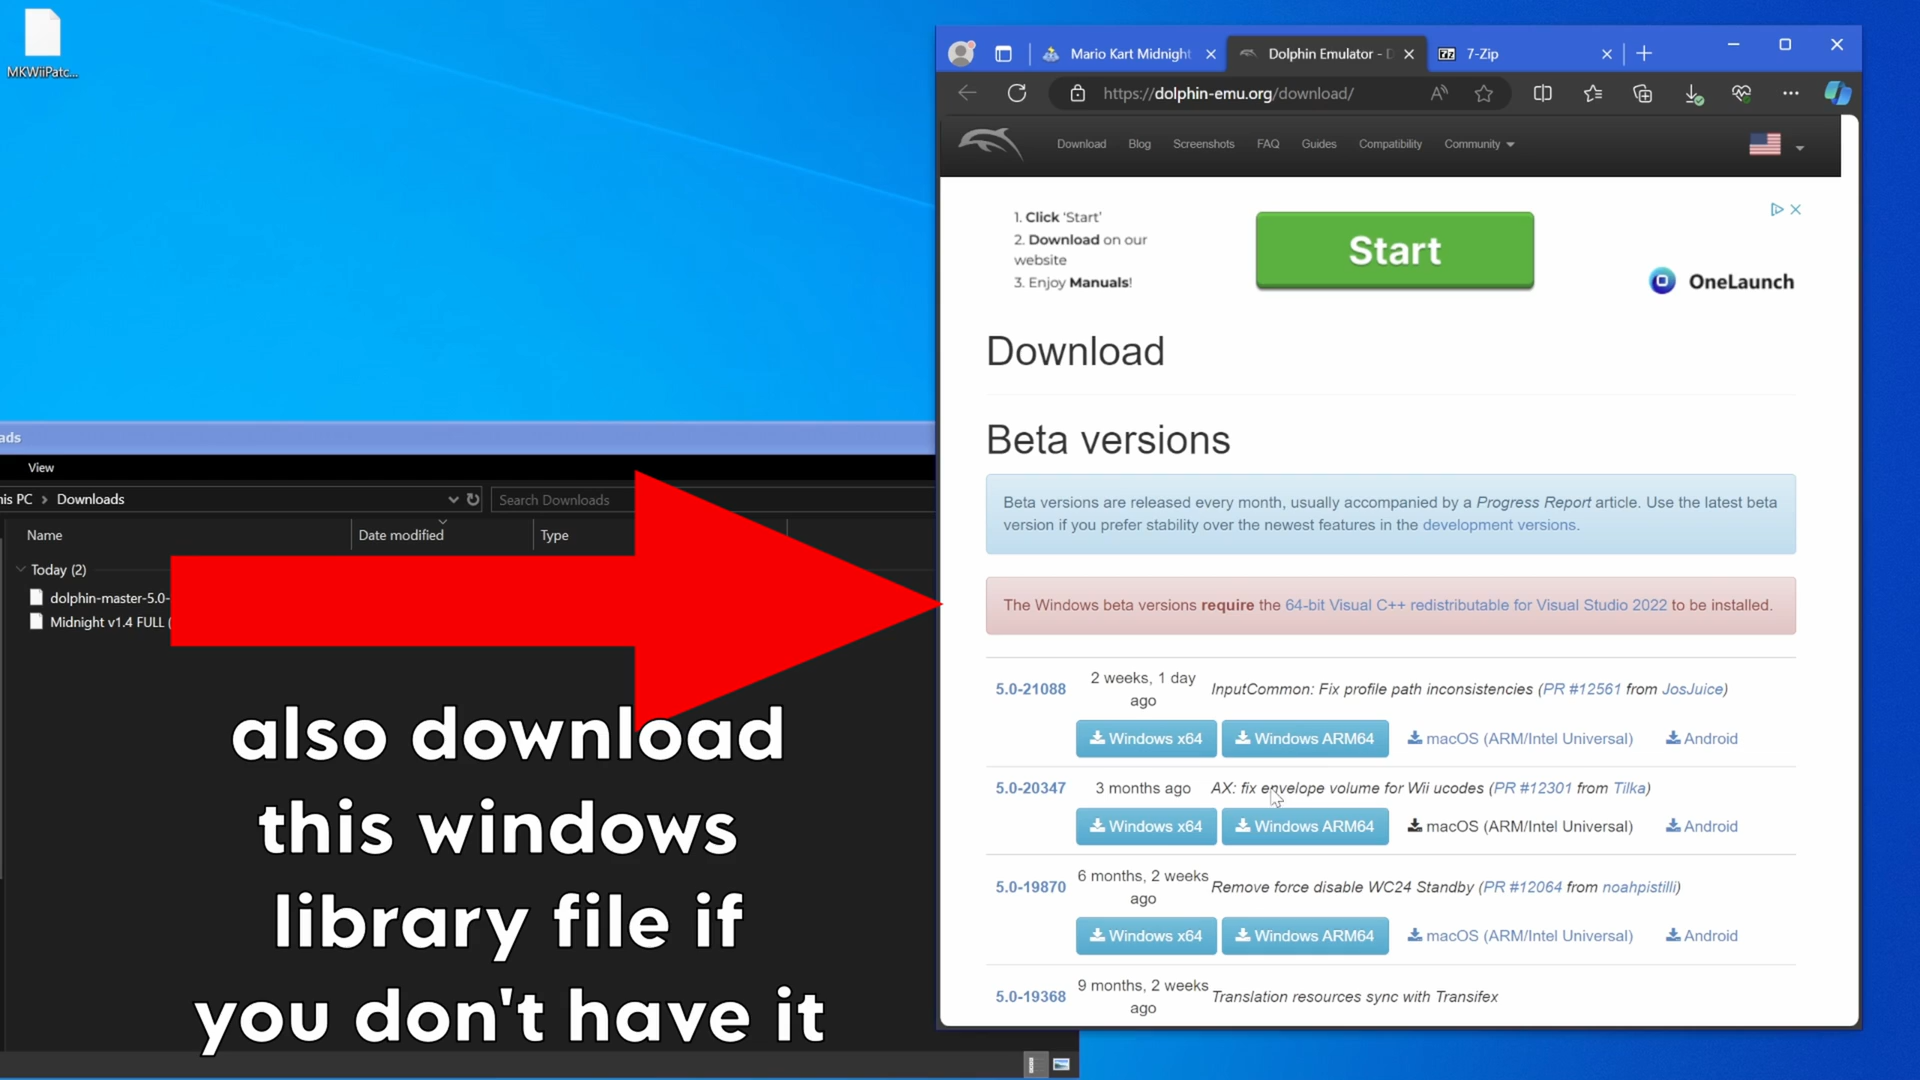 MKWiiPatc...
Mario Kart Midnight
Dolphin Emulator - D
7-Zip
https://dolphin-emu.org/download/
Download
Blog
Screenshots
FAQ
Guides
Compatibility
Community
1. Click 'Start'
2. Download on our
website
3. Enjoy Manuals!
Start
OneLaunch
Download
Beta versions
Beta versions are released every month, usually accompanied by a Progress Report article. Use the latest beta
version if you prefer stability over the newest features in the development versions.
The Windows beta versions require the 64-bit Visual C++ redistributable for Visual Studio 2022 to be installed.
5.0-21088
2 weeks, 1 day
ago
InputCommon: Fix profile path inconsistencies (PR #12561 from JosJuice)
Windows x64
Windows ARM64
macOS (ARM/Intel Universal)
Android
5.0-20347
3 months ago
AX: fix envelope volume for Wii ucodes (PR #12301 from Tilka)
Windows x64
Windows ARM64
macOS (ARM/Intel Universal)
Android
5.0-19870
6 months, 2 weeks
ago
Remove force disable WC24 Standby (PR #12064 from noahpistilli)
Windows x64
Windows ARM64
macOS (ARM/Intel Universal)
Android
5.0-19368
9 months, 2 weeks
ago
Translation resources sync with Transifex
ads
View
his PC > Downloads
Search Downloads
Name
Date modified
Type
Today (2)
dolphin-master-5.0-
Midnight v1.4 FULL (
also download
this windows
library file if
you don't have it